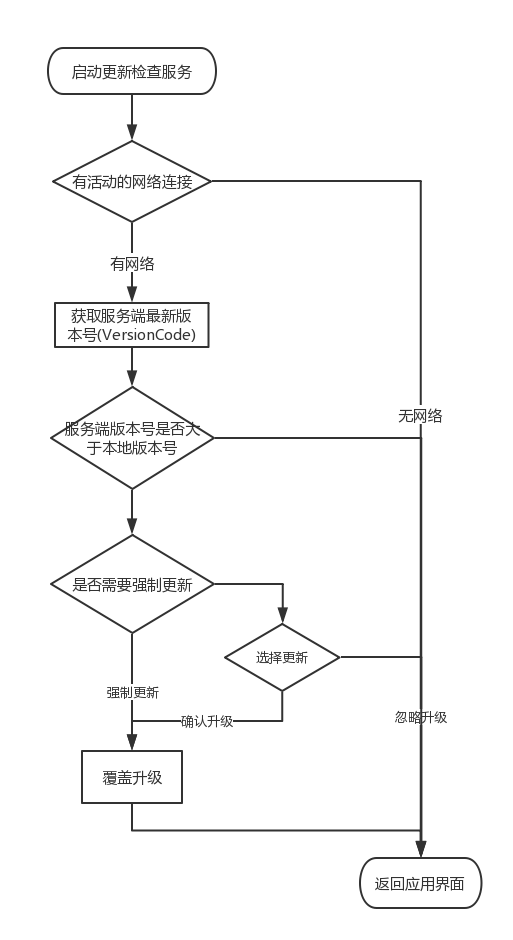 启动更新检查服务
有活动的网络连接
有网络
获取服务端最新版
本号(VersionCode)
无网络
服务端版本号是否大
于本地版本号
是否需要强制更新
选择更新
强制更新
确认升级
忽略升级
覆盖升级
返回应用界面